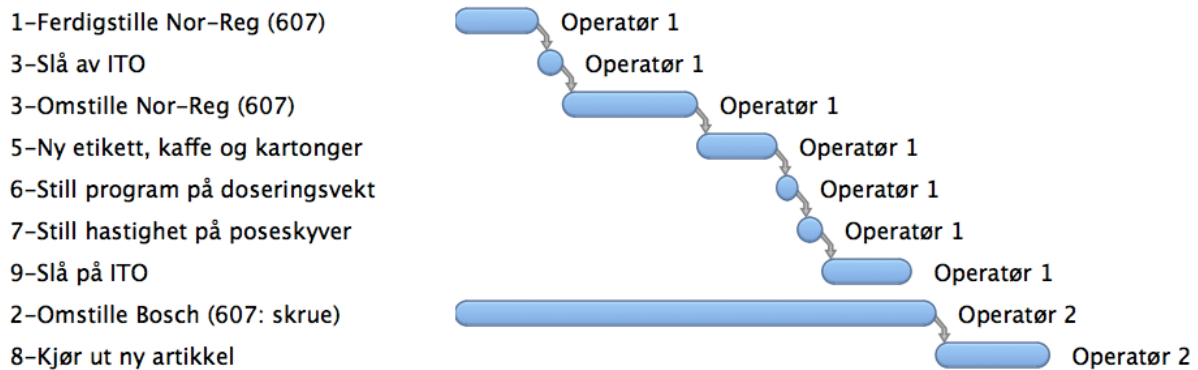 1–Ferdigstille Nor–Reg (607) Operatør 1
3–Slå av ITO Operatør 1
3–Omstille Nor–Reg (607) Operatør 1
5–Ny etikett, kaffe og kartonger Operatør 1
6–Still program på doseringsvekt Operatør 1
7–Still hastighet på poseskyver Operatør 1
9–Slå på ITO Operatør 1
2–Omstille Bosch (607: skrue) Operatør 2
8–Kjør ut ny artikkel Operatør 2